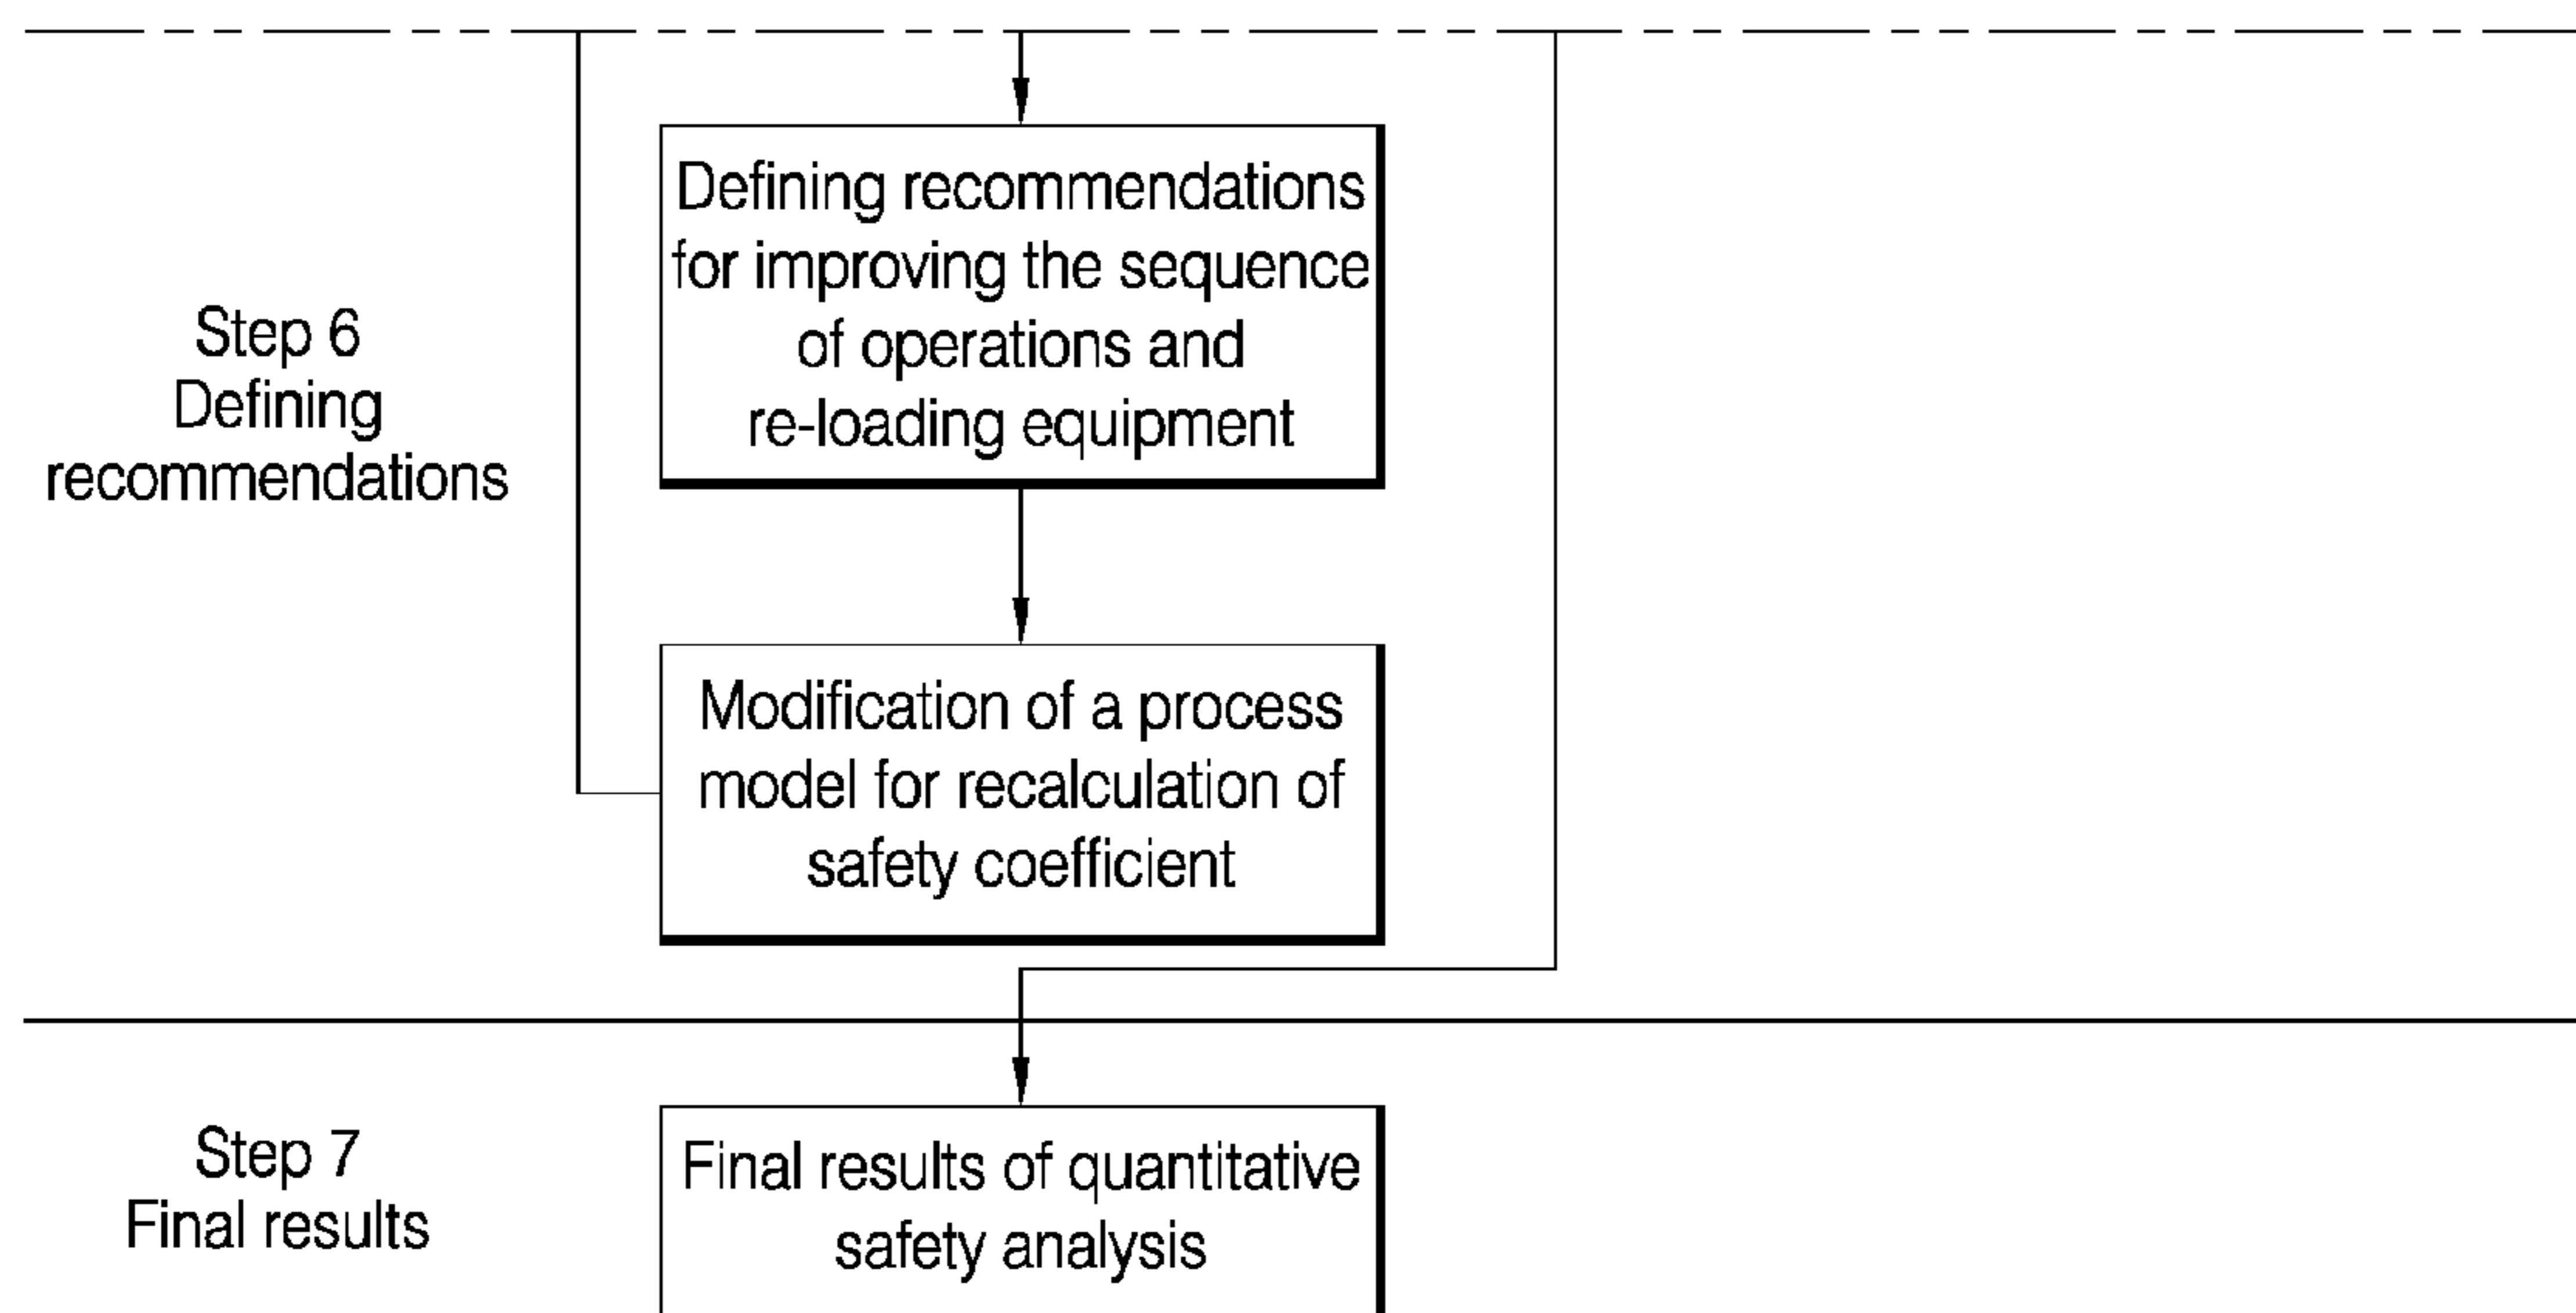 Step 6
Defining
recommendations
Defining recommendations
for improving the sequence
of operations and
re-loading equipment
Modification of a process
model for recalculation of
safety coefficient
Step 7
Final results
Final results of quantitative
safety analysis